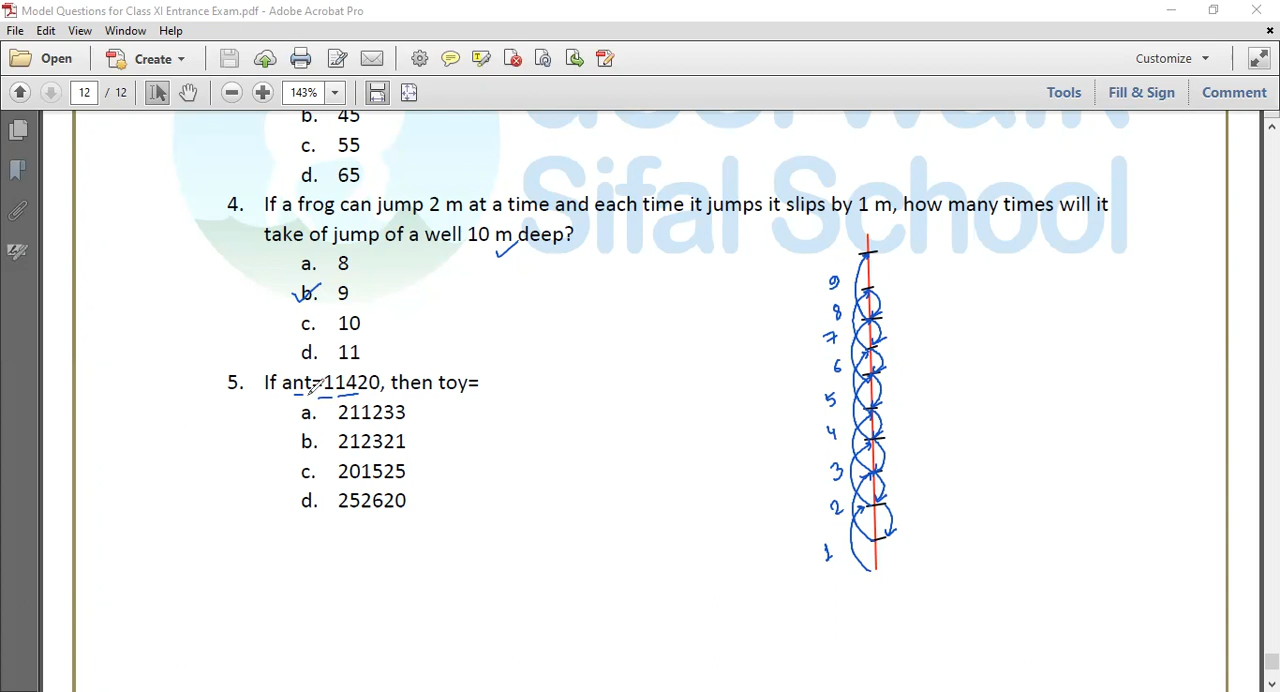 Model Questions for Class XI Entrance Exam.pdf - Adobe Acrobat Pro
File Edit View Window Help
Open Create Customize
12 / 12 143% Tools Fill & Sign Comment
b. 45
c. 55
d. 65
Sifal School
4. If a frog can jump 2 m at a time and each time it jumps it slips by 1 m, how many times will it
take of jump of a well 10 m deep?
a. 8
b. 9
c. 10
d. 11
5. If ant=11420, then toy=
a. 211233
b. 212321
c. 201525
d. 252620
9
8
7
6
5
4
3
2
1